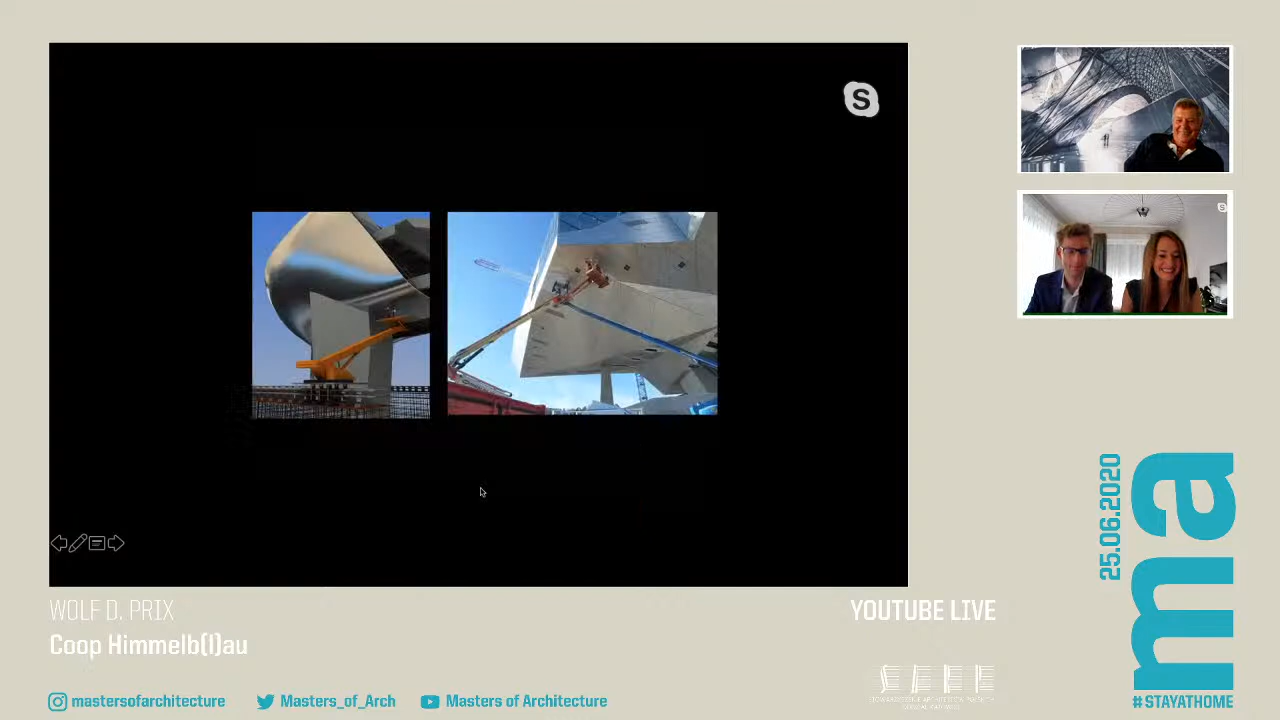 S
S
WOLF D. PRIX
Coop Himmelb(l)au
YOUTUBE LIVE
mastersofarchitecture
Masters_of_Arch
Masters of Architecture
25.06.2020
ma
#STAYATHOME